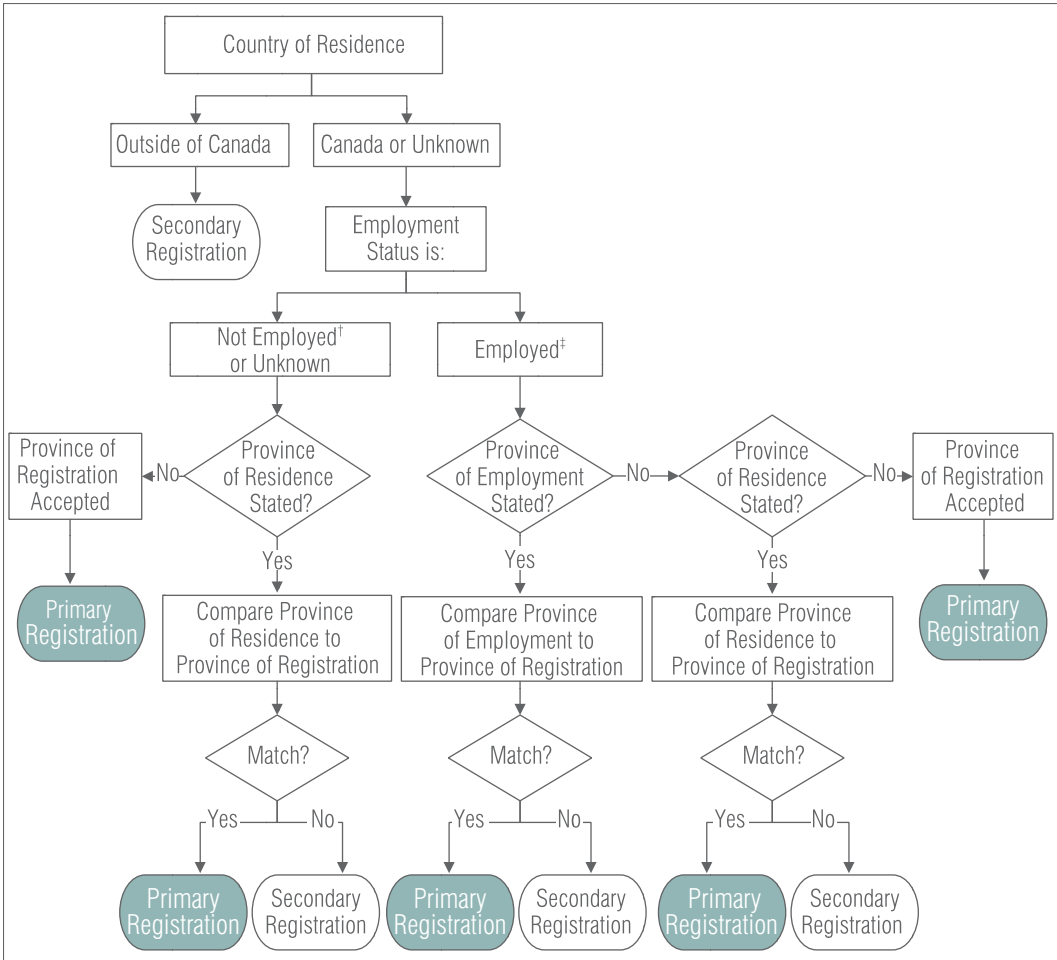 Country of Residence
Outside of Canada
Canada or Unknown
Secondary
Registration
Employment
Status is:
Not Employed†
or Unknown
Employed‡
Province of
Registration
Accepted
No
Province
of Residence
Stated?
Province
of Employment
Stated?
No
Province
of Residence
Stated?
No
Province
of Registration
Accepted
Yes
Yes
Yes
Primary
Registration
Compare Province
of Residence to
Province of Registration
Compare Province
of Employment to
Province of Registration
Compare Province
of Residence to
Province of Registration
Primary
Registration
Match?
Match?
Match?
Yes
No
Yes
No
Yes
No
Primary
Registration
Secondary
Registration
Primary
Registration
Secondary
Registration
Primary
Registration
Secondary
Registration